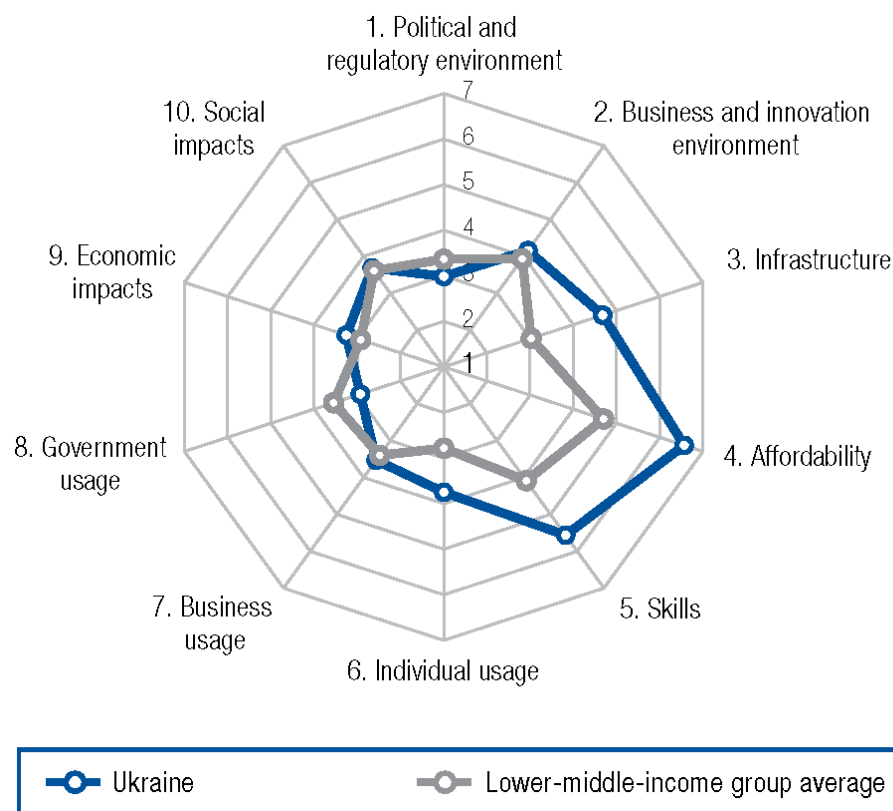 1. Political and
regulatory environment
2. Business and innovation
environment
3. Infrastructure
4. Affordability
5. Skills
6. Individual usage
7. Business
usage
8. Government
usage
9. Economic
impacts
10. Social
impacts
7
6
5
4
3
2
1
Ukraine
Lower-middle-income group average